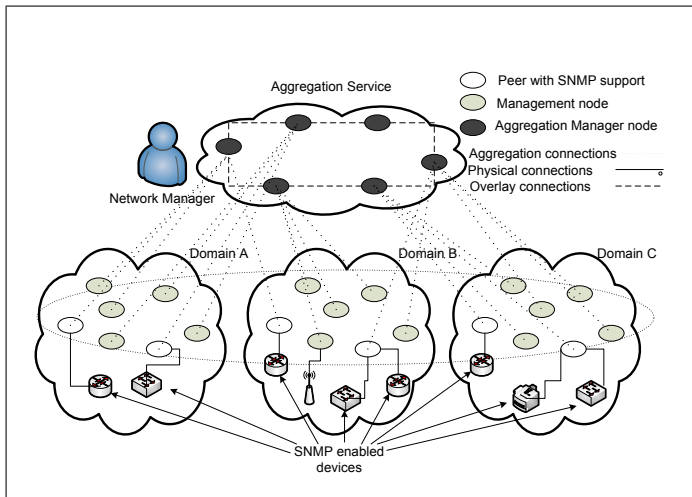 Aggregation Service
Peer with SNMP support
Management node
Aggregation Manager node
Aggregation connections
Physical connections
Overlay connections
Network Manager
Domain A
Domain B
Domain C
SNMP enabled
devices